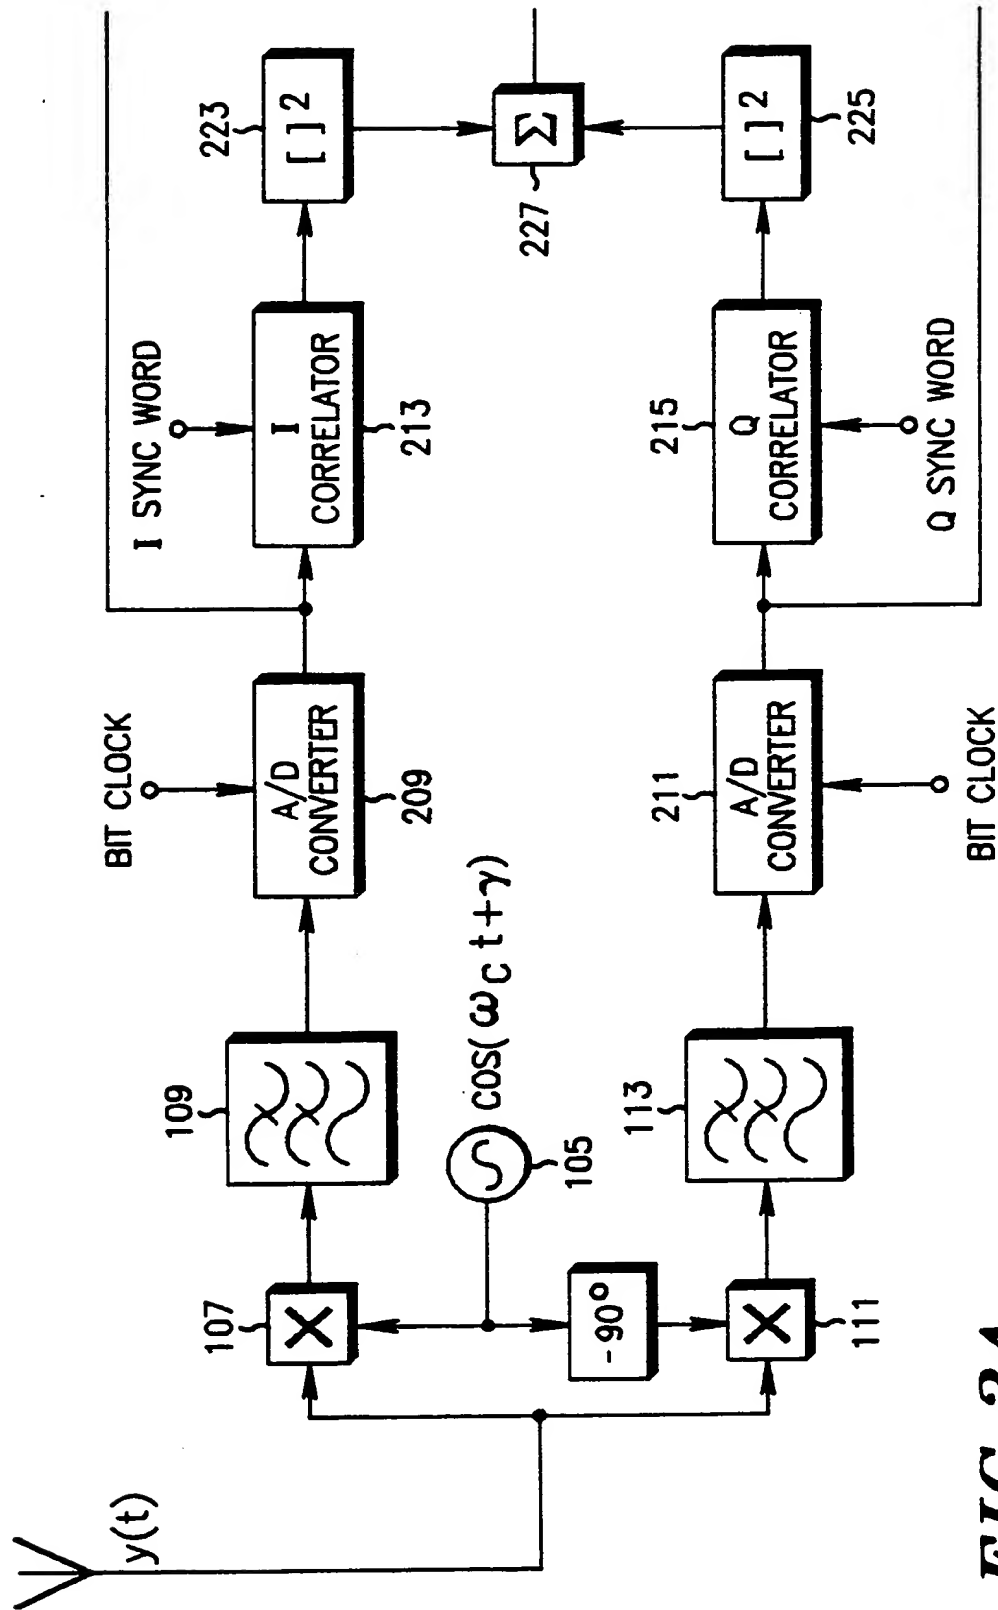 y(t)
107
X
109
BIT CLOCK
A/D
CONVERTER
209
I SYNC WORD
I
CORRELATOR
213
223
[ ]2
COS(ωC t+γ)
105
-90°
Σ
227
X
111
113
211
A/D
CONVERTER
BIT CLOCK
215
Q
CORRELATOR
Q SYNC WORD
[ ]2
225